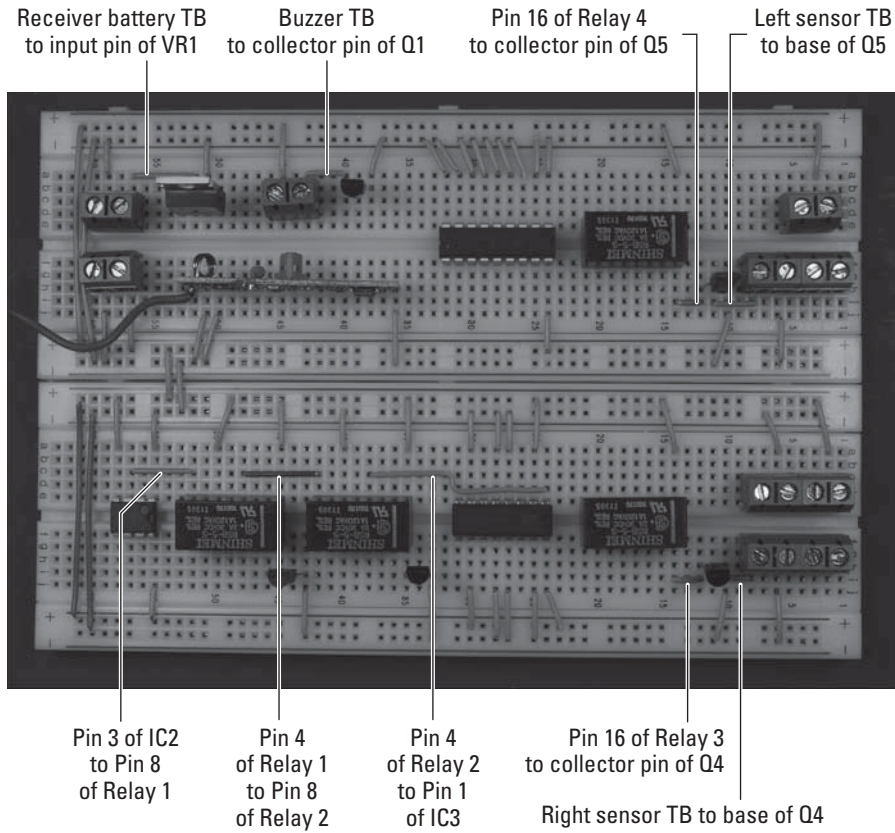 Receiver battery TB
to input pin of VR1
Buzzer TB
to collector pin of Q1
Pin 16 of Relay 4
to collector pin of Q5
Left sensor TB
to base of Q5
SHINMEI
SHINMEI
SHINMEI
SHINMEI
Pin 3 of IC2
to Pin 8
of Relay 1
Pin 4
of Relay 1
to Pin 8
of Relay 2
Pin 4
of Relay 2
to Pin 1
of IC3
Pin 16 of Relay 3
to collector pin of Q4
Right sensor TB to base of Q4